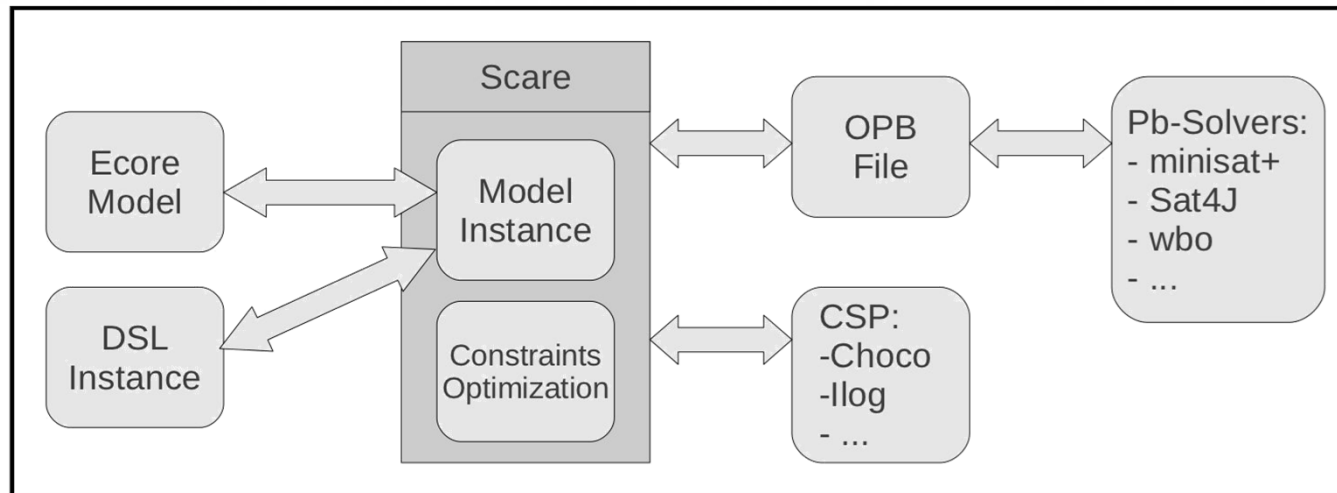 Scare
Ecore
Model
Model
Instance
DSL
Instance
Constraints
Optimization
OPB
File
Pb-Solvers:
- minisat+
- Sat4J
- wbo
- ...
CSP:
-Choco
-Ilog
- ...